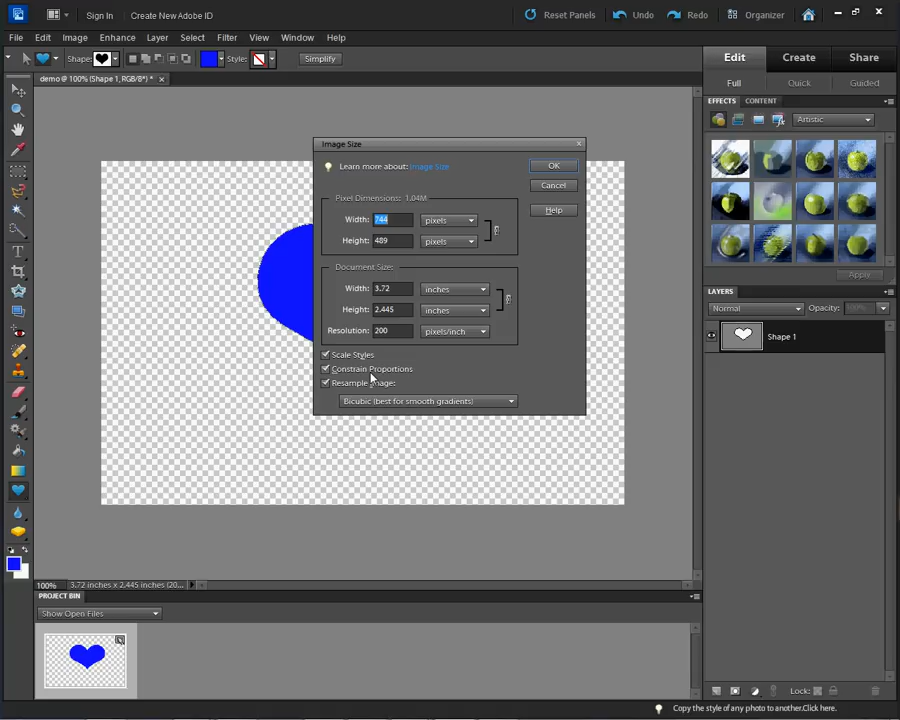 Sign In
Create New Adobe ID
Reset Panels
Undo
Redo
Organizer
File Edit Image Enhance Layer Select Filter View Window Help
Edit
Create
Share
Shape:
Style:
Simplify
Full
Quick
Guided
demo @ 100% (Shape 1, RGB/8*) *
EFFECTS
CONTENT
Artistic
Image Size
Learn more about: Image Size
OK
Cancel
Help
Pixel Dimensions: 1.04M
Width: 744 pixels
Height: 489 pixels
Document Size:
Width: 3.72 inches
Height: 2.445 inches
Resolution: 200 pixels/inch
Scale Styles
Constrain Proportions
Resample Image:
Bicubic (best for smooth gradients)
Apply
LAYERS
Normal
Opacity: 100%
Shape 1
100%
3.72 inches x 2.445 inches (20...
PROJECT BIN
Show Open Files
Lock:
Copy the style of any photo to another.Click here.